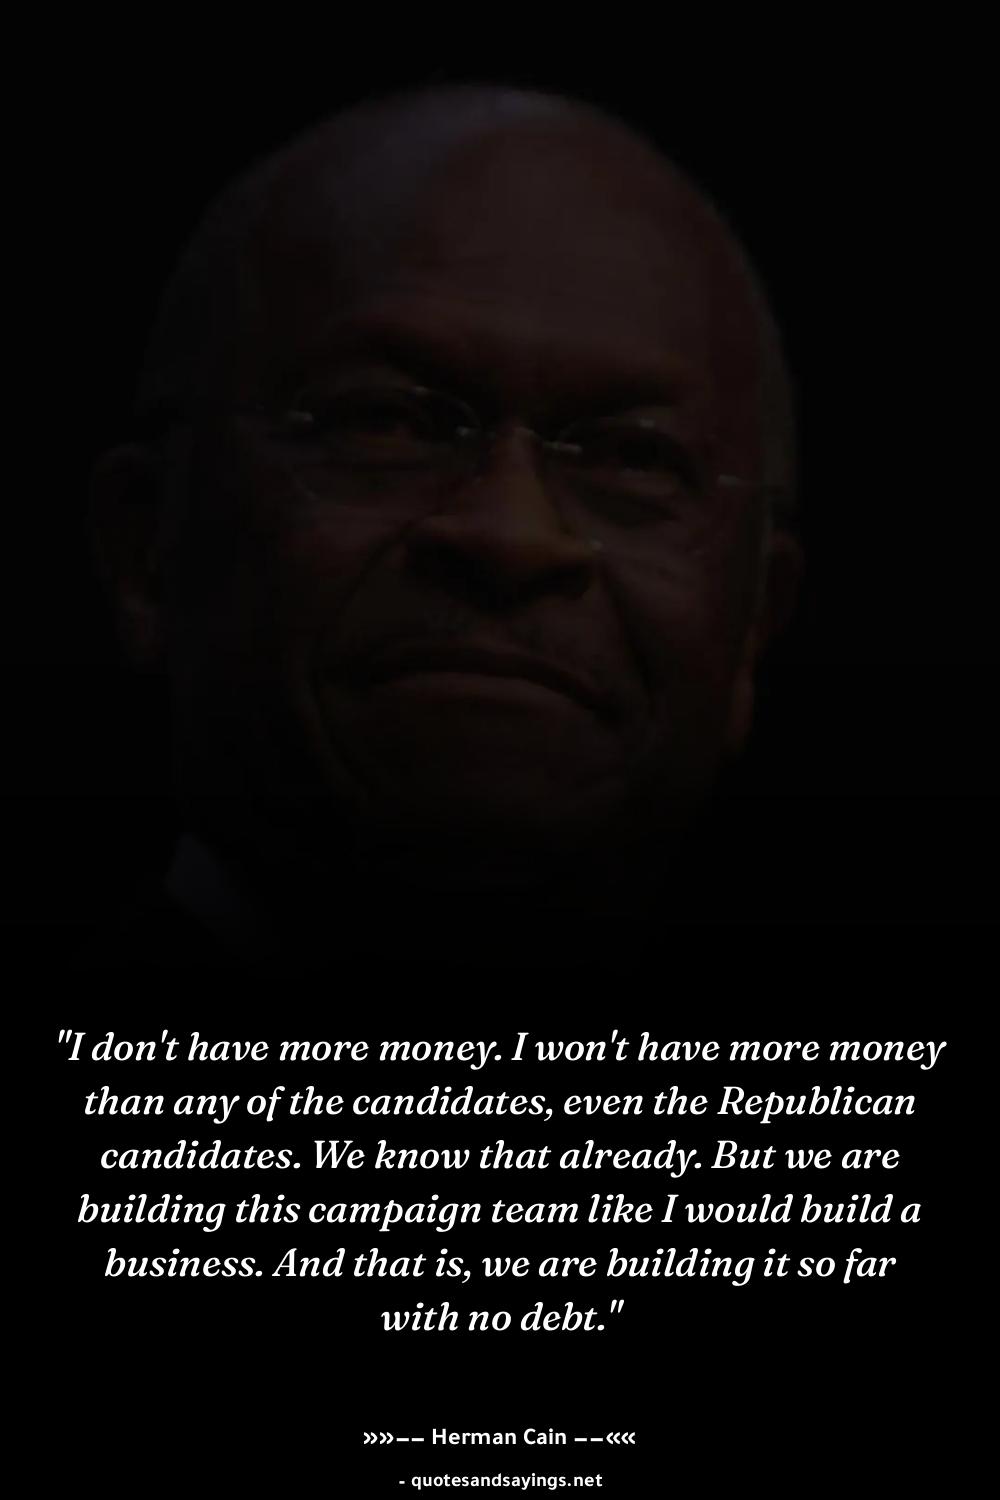 "I don't have more money. I won't have more money
than any of the candidates, even the Republican
candidates. We know that already. But we are
building this campaign team like I would build a
business. And that is, we are building it so far
with no debt."
»»−− Herman Cain −−««
- quotesandsayings.net